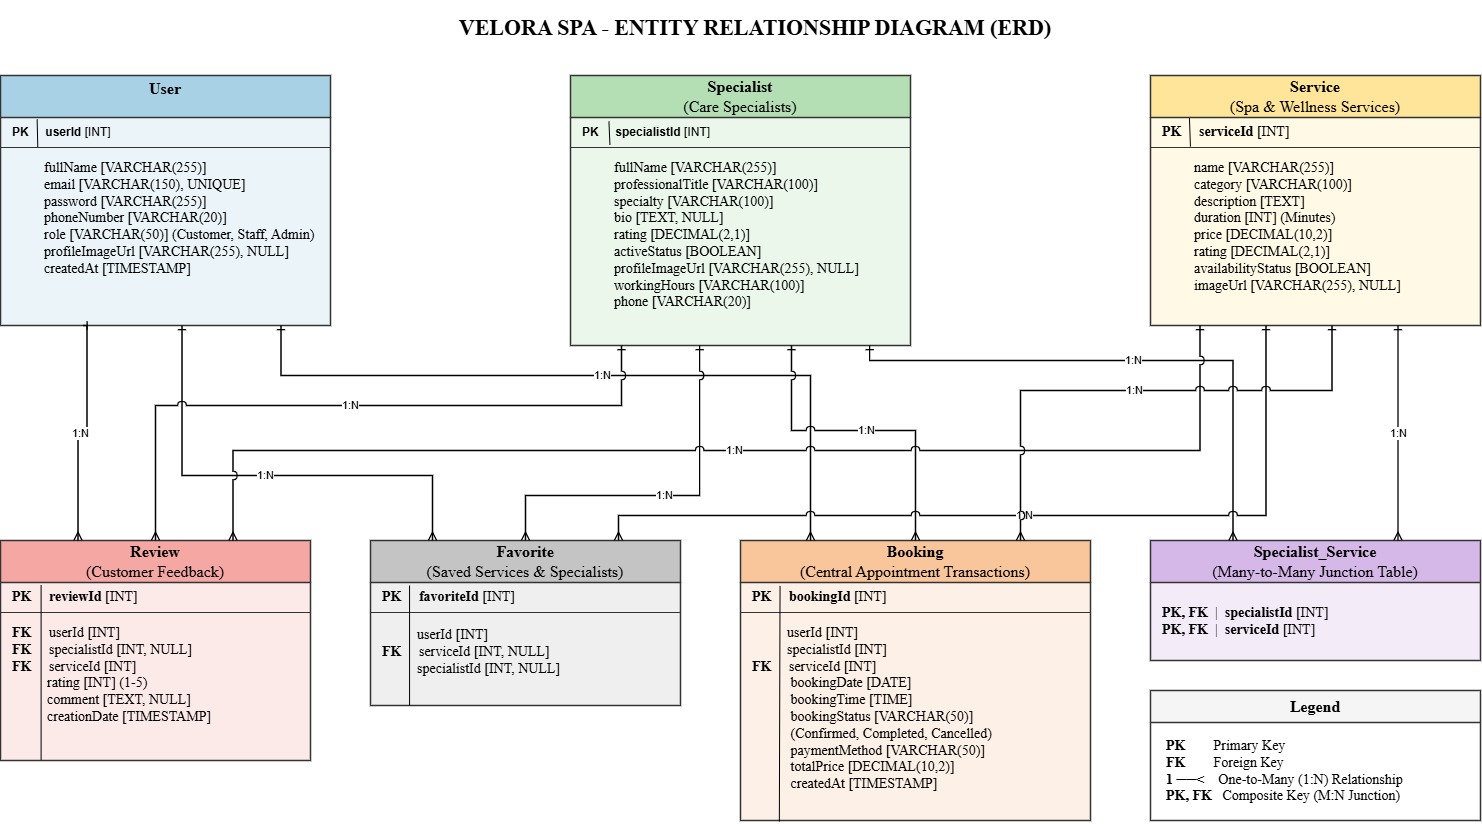 VELORA SPA - ENTITY RELATIONSHIP DIAGRAM (ERD)
User
PK userId [INT]
fullName [VARCHAR(255)]
email [VARCHAR(150), UNIQUE]
password [VARCHAR(255)]
phoneNumber [VARCHAR(20)]
role [VARCHAR(50)] (Customer, Staff, Admin)
profileImageUrl [VARCHAR(255), NULL]
createdAt [TIMESTAMP]
Specialist
(Care Specialists)
PK specialistId [INT]
fullName [VARCHAR(255)]
professionalTitle [VARCHAR(100)]
specialty [VARCHAR(100)]
bio [TEXT, NULL]
rating [DECIMAL(2,1)]
activeStatus [BOOLEAN]
profileImageUrl [VARCHAR(255), NULL]
workingHours [VARCHAR(100)]
phone [VARCHAR(20)]
Service
(Spa & Wellness Services)
PK serviceId [INT]
name [VARCHAR(255)]
category [VARCHAR(100)]
description [TEXT]
duration [INT] (Minutes)
price [DECIMAL(10,2)]
rating [DECIMAL(2,1)]
availabilityStatus [BOOLEAN]
imageUrl [VARCHAR(255), NULL]
1:N
1:N
1:N
1:N
1:N
1:N
1:N
1:N
1:N
1:N
1:N
Review
(Customer Feedback)
PK reviewId [INT]
FK userId [INT]
FK specialistId [INT, NULL]
FK serviceId [INT]
rating [INT] (1-5)
comment [TEXT, NULL]
creationDate [TIMESTAMP]
Favorite
(Saved Services & Specialists)
PK favoriteId [INT]
userId [INT]
FK serviceId [INT, NULL]
specialistId [INT, NULL]
Booking
(Central Appointment Transactions)
PK bookingId [INT]
userId [INT]
specialistId [INT]
FK serviceId [INT]
bookingDate [DATE]
bookingTime [TIME]
bookingStatus [VARCHAR(50)]
(Confirmed, Completed, Cancelled)
paymentMethod [VARCHAR(50)]
totalPrice [DECIMAL(10,2)]
createdAt [TIMESTAMP]
Specialist_Service
(Many-to-Many Junction Table)
PK, FK | specialistId [INT]
PK, FK | serviceId [INT]
Legend
PK Primary Key
FK Foreign Key
1 ──< One-to-Many (1:N) Relationship
PK, FK Composite Key (M:N Junction)